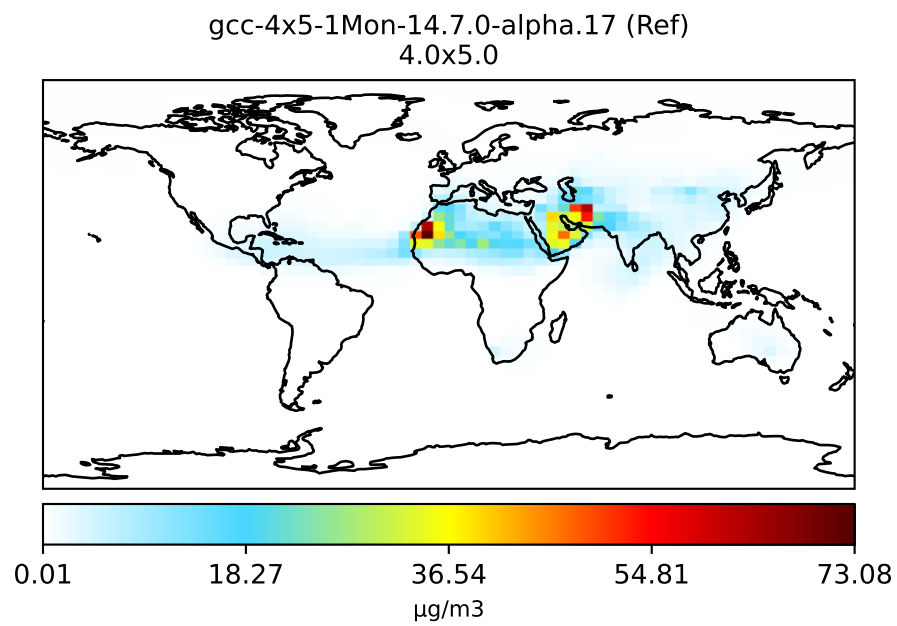 gcc-4x5-1Mon-14.7.0-alpha.17 (Ref)
4.0x5.0
0.01 18.27 36.54 54.81 73.08
μg/m3